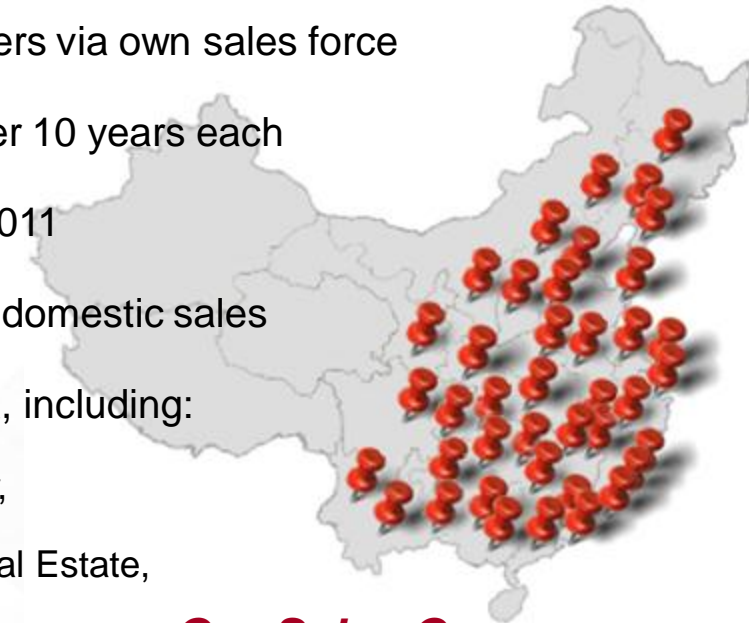 ers via own sales force
er 10 years each
011
domestic sales
, including:
al Estate,